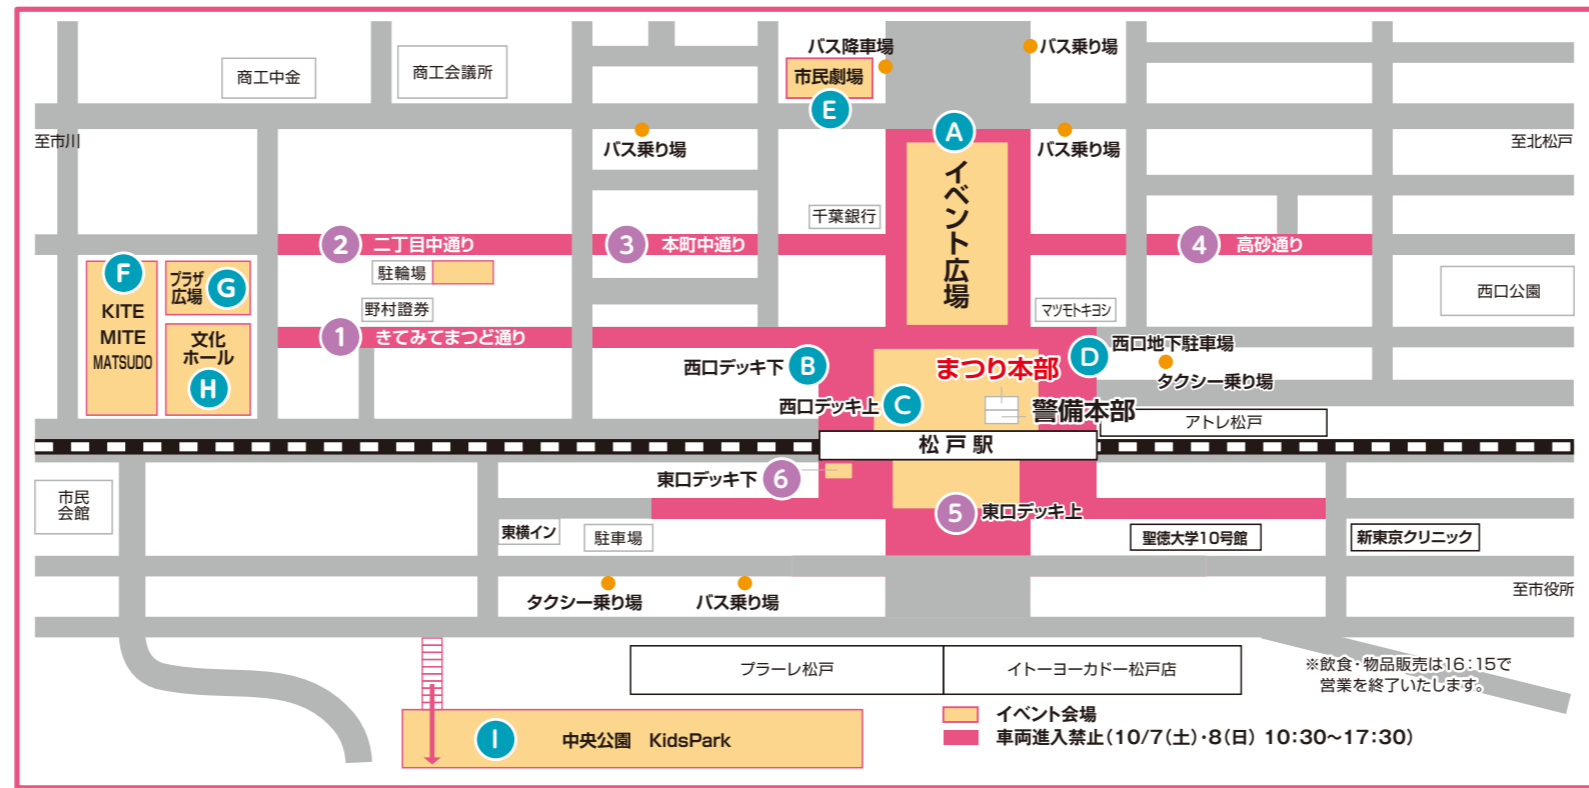 バス降車場
バス乗り場
商工中金
商工会議所
市民劇場
E
A
至市川
バス乗り場
バス乗り場
至北松戸
イベント広場
千葉銀行
2
二丁目中通り
3
本町中通り
4
高砂通り
F
KITE
MITE
MATSUDO
プラザ
広場
G
駐輪場
西口公園
野村證券
マツモトキヨシ
1
きてみてまつど通り
文化
ホール
H
西口デッキ下
B
まつり本部
D
西口地下駐車場
タクシー乗り場
西口デッキ上
C
警備本部
アトレ松戸
松戸駅
東口デッキ下
6
市民
会館
5
東口デッキ上
東横イン
駐車場
聖徳大学10号館
新東京クリニック
タクシー乗り場
バス乗り場
至市役所
プラーレ松戸
イトーヨーカドー松戸店
※飲食・物品販売は16:15で
営業を終了いたします。
I
中央公園 KidsPark
イベント会場
車両進入禁止(10/7(土)・8(日) 10:30〜17:30)